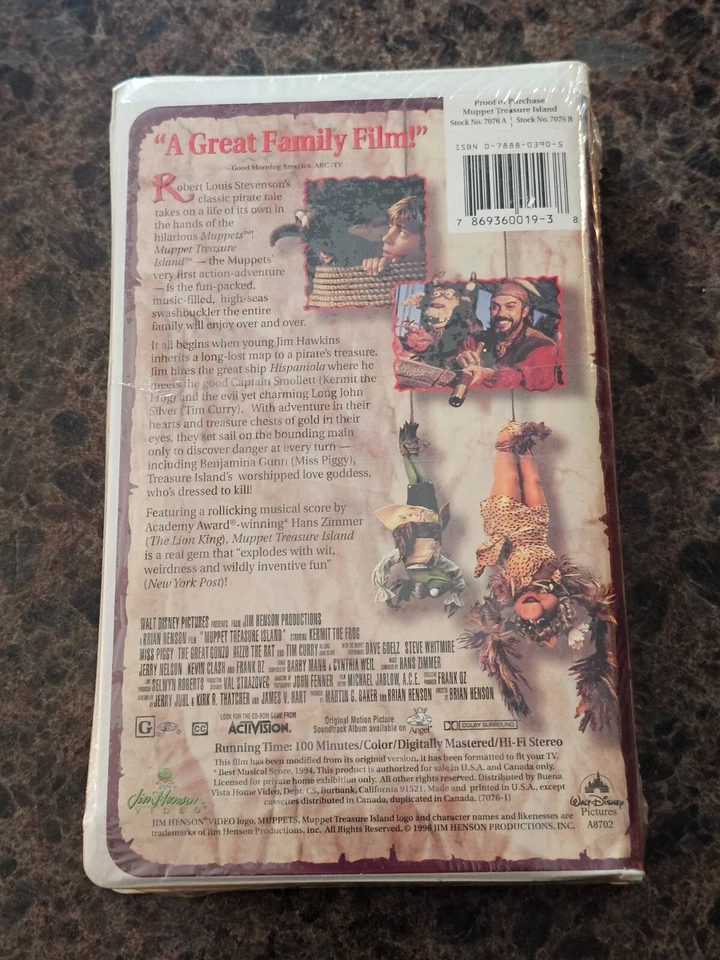 Proof of Purchase
Muppet Treasure Island
Stock No. 7076 A | Stock No. 7076 B
ISBN 0-7888-0390-5
7 869360019-3 8
“A Great Family Film!”
—Good Morning America, ABC-TV
Robert Louis Stevenson's
classic pirate tale
takes on a life of its own in
the hands of the
hilarious Muppets™!
Muppet Treasure
Island™ — the Muppets'
very first action-adventure
— is the fun-packed,
music-filled, high-seas
swashbuckler the entire
family will enjoy over and over.
It all begins when young Jim Hawkins
inherits a long-lost map to a pirate's treasure.
Jim hires the great ship Hispaniola where he
meets the good Captain Smollett (Kermit the
Frog) and the evil yet charming Long John
Silver (Tim Curry). With adventure in their
hearts and treasure chests of gold in their
eyes, they set sail on the bounding main
only to discover danger at every turn —
including Benjamina Gunn (Miss Piggy),
Treasure Island's worshipped love goddess,
who's dressed to kill!
Featuring a rollicking musical score by
Academy Award®-winning* Hans Zimmer
(The Lion King), Muppet Treasure Island
is a real gem that “explodes with wit,
weirdness and wildly inventive fun”
(New York Post)!
WALT DISNEY PICTURES PRESENTS FROM JIM HENSON PRODUCTIONS
A BRIAN HENSON FILM "MUPPET TREASURE ISLAND" STARRING KERMIT THE FROG
MISS PIGGY THE GREAT GONZO RIZZO THE RAT AND TIM CURRY DAVE GOELZ STEVE WHITMIRE
JERRY NELSON KEVIN CLASH AND FRANK OZ BARRY MANN & CYNTHIA WEIL HANS ZIMMER
SELWYN ROBERTS VAL STRAZOVEC JOHN FENNER MICHAEL JABLOW, A.C.E. FRANK OZ
JERRY JUHL & KIRK R. THATCHER AND JAMES V. HART MARTIN G. BAKER AND BRIAN HENSON BRIAN HENSON
G CC LOOK FOR THE CD-ROM GAME FROM
ACTIVISION.
Original Motion Picture
Soundtrack Album available on Angel
DOLBY SURROUND
Running Time: 100 Minutes/Color/Digitally Mastered/Hi-Fi Stereo
This film has been modified from its original version. It has been formatted to fit your TV.
* Best Musical Score, 1994. This product is authorized for sale in U.S.A. and Canada only.
Licensed for private home exhibition only. All other rights reserved. Distributed by Buena
Vista Home Video, Dept. CS, Burbank, California 91521. Made and printed in U.S.A., except
cassettes distributed in Canada, duplicated in Canada. (7076-1)
Jim Henson
VIDEO
Walt Disney
Pictures
A8702
JIM HENSON VIDEO logo, MUPPETS, Muppet Treasure Island logo and character names and likenesses are
trademarks of Jim Henson Productions, Inc. All Rights Reserved. © 1996 JIM HENSON PRODUCTIONS, INC.